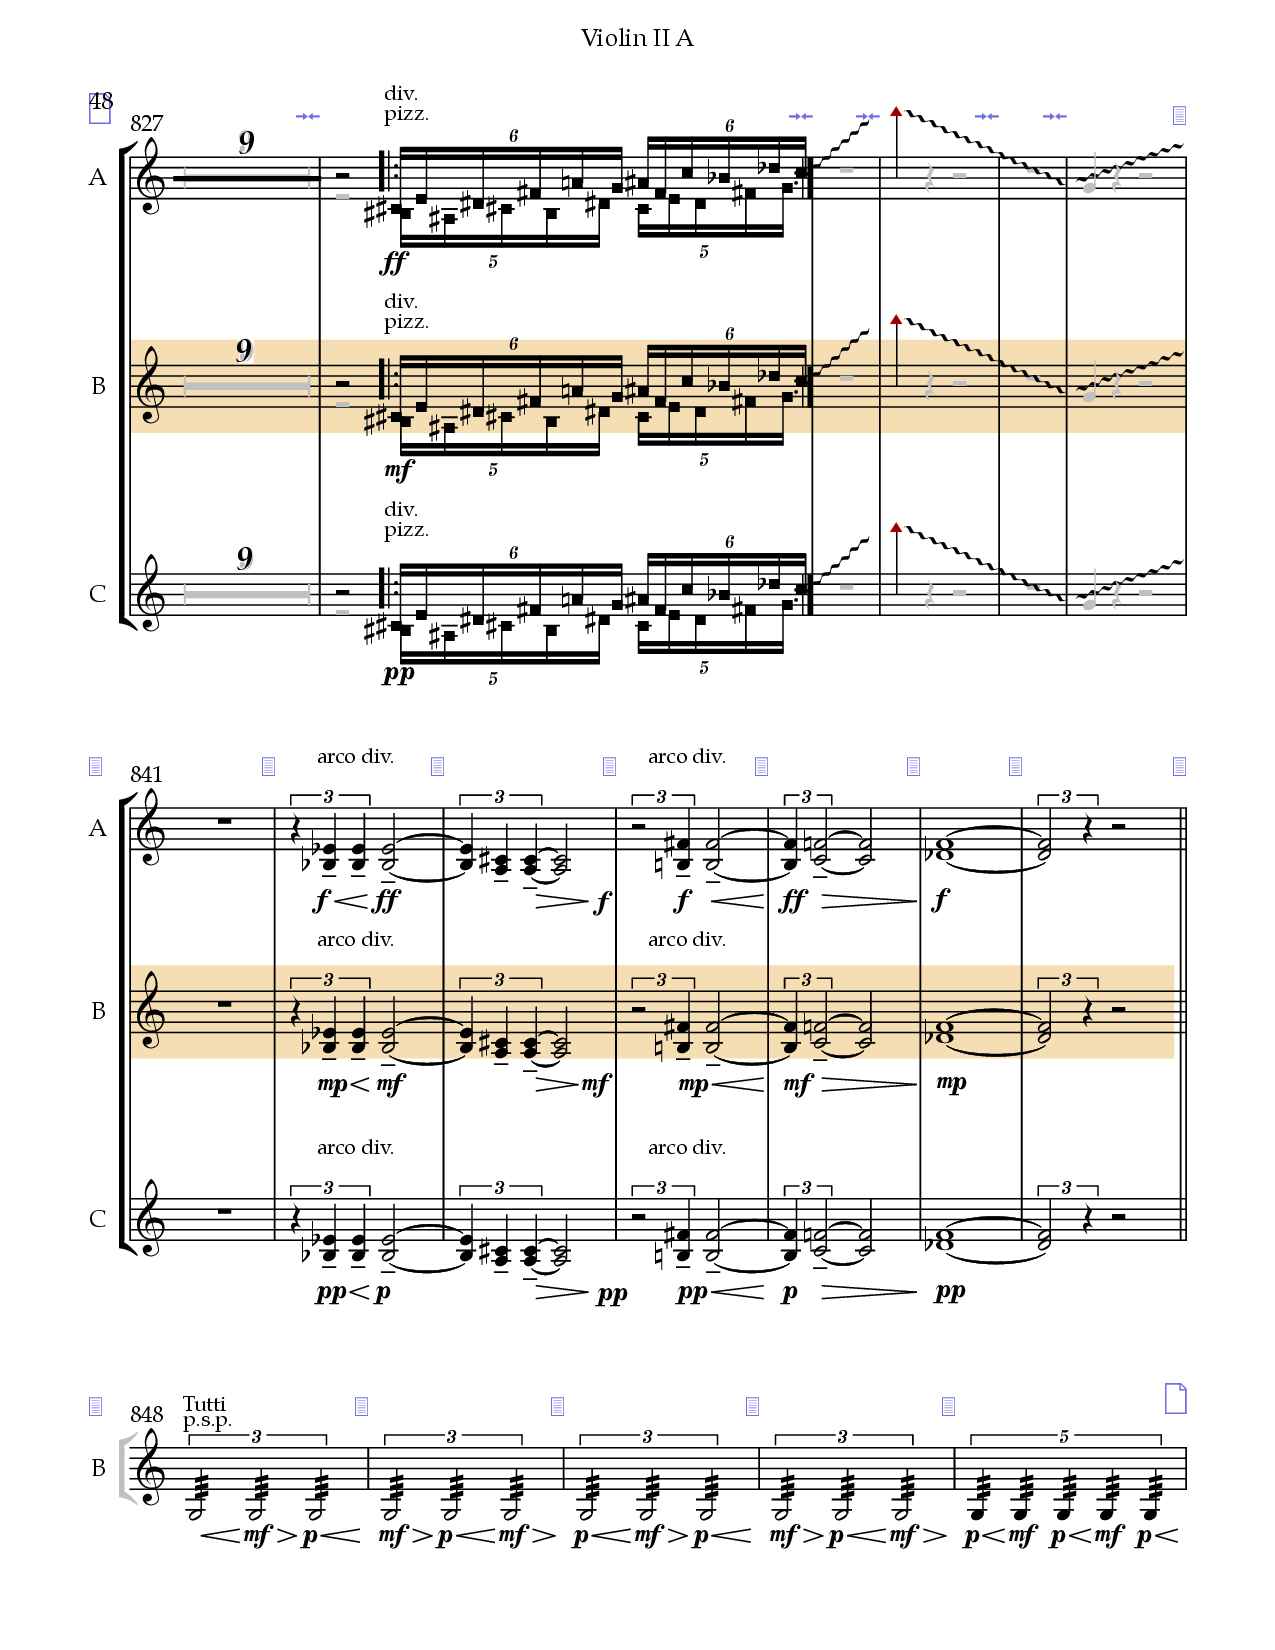 Violin II A
48
div.
pizz.
827
9
6
6
A
5
5
ff
div.
pizz.
9
6
6
B
5
5
mf
div.
pizz.
9
6
6
C
5
5
pp
arco div. arco div.
841
3 3 3 3 3
A
f ff f f ff f
arco div. arco div.
3 3 3 3 3
B
mp mf mf mp mf mp
arco div. arco div.
3 3 3 3 3
C
pp p pp pp p pp
Tutti
848
p.s.p.
3 3 3 3 5
B
mf p mf p mf p mf p mf p mf p mf p mf p